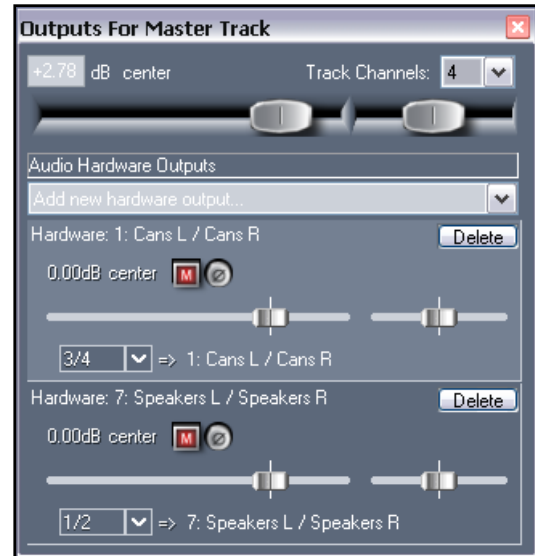 Outputs For Master Track
+2.78 dB center Track Channels: 4
Audio Hardware Outputs
Add new hardware output...
Hardware: 1: Cans L / Cans R Delete
0.00dB center M ø
3/4 => 1: Cans L / Cans R
Hardware: 7: Speakers L / Speakers R Delete
0.00dB center M ø
1/2 => 7: Speakers L / Speakers R